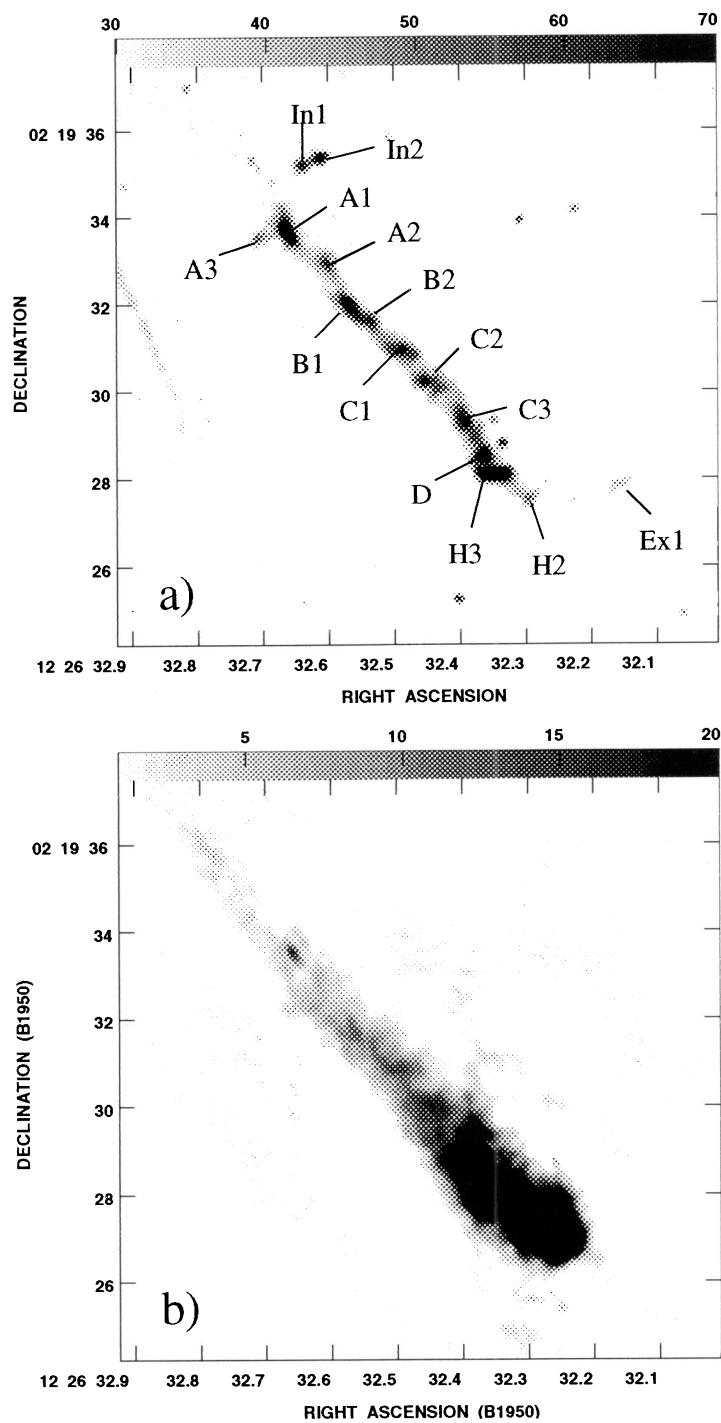 30 40 50 60 70
In1
02 19 36
In2
A1
34
A2
A3
B2
32
DECLINATION
B1
C2
C1
30
C3
D
28
H3
H2
Ex1
26
a)
12 26 32.9 32.8 32.7 32.6 32.5 32.4 32.3 32.2 32.1
RIGHT ASCENSION
5 10 15 20
02 19 36
34
32
DECLINATION (B1950)
30
28
26
b)
12 26 32.9 32.8 32.7 32.6 32.5 32.4 32.3 32.2 32.1
RIGHT ASCENSION (B1950)